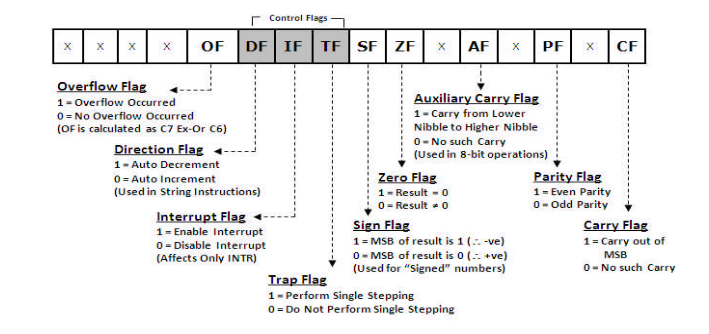 Control Flags
x x x x OF DF IF TF SF ZF x AF x PF x CF
Overflow Flag
1 = Overflow Occurred
0 = No Overflow Occurred
(OF is calculated as C7 Ex-Or C6)
Direction Flag
1 = Auto Decrement
0 = Auto Increment
(Used in String Instructions)
Interrupt Flag
1 = Enable Interrupt
0 = Disable Interrupt
(Affects Only INTR)
Trap Flag
1 = Perform Single Stepping
0 = Do Not Perform Single Stepping
Sign Flag
1 = MSB of result is 1 (∴ -ve)
0 = MSB of result is 0 (∴ +ve)
(Used for “Signed” numbers)
Zero Flag
1 = Result = 0
0 = Result ≠ 0
Auxiliary Carry Flag
1 = Carry from Lower
Nibble to Higher Nibble
0 = No such Carry
(Used in 8-bit operations)
Parity Flag
1 = Even Parity
0 = Odd Parity
Carry Flag
1 = Carry out of
MSB
0 = No such Carry